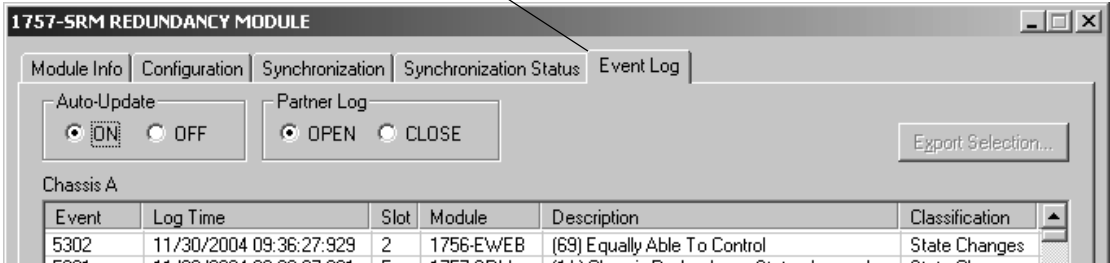 1757-SRM REDUNDANCY MODULE
Module Info Configuration Synchronization Synchronization Status Event Log
Auto-Update Partner Log
ON OFF OPEN CLOSE
Export Selection...
Chassis A
Event Log Time Slot Module Description Classification
5302 11/30/2004 09:36:27:929 2 1756-EWEB (69) Equally Able To Control State Changes